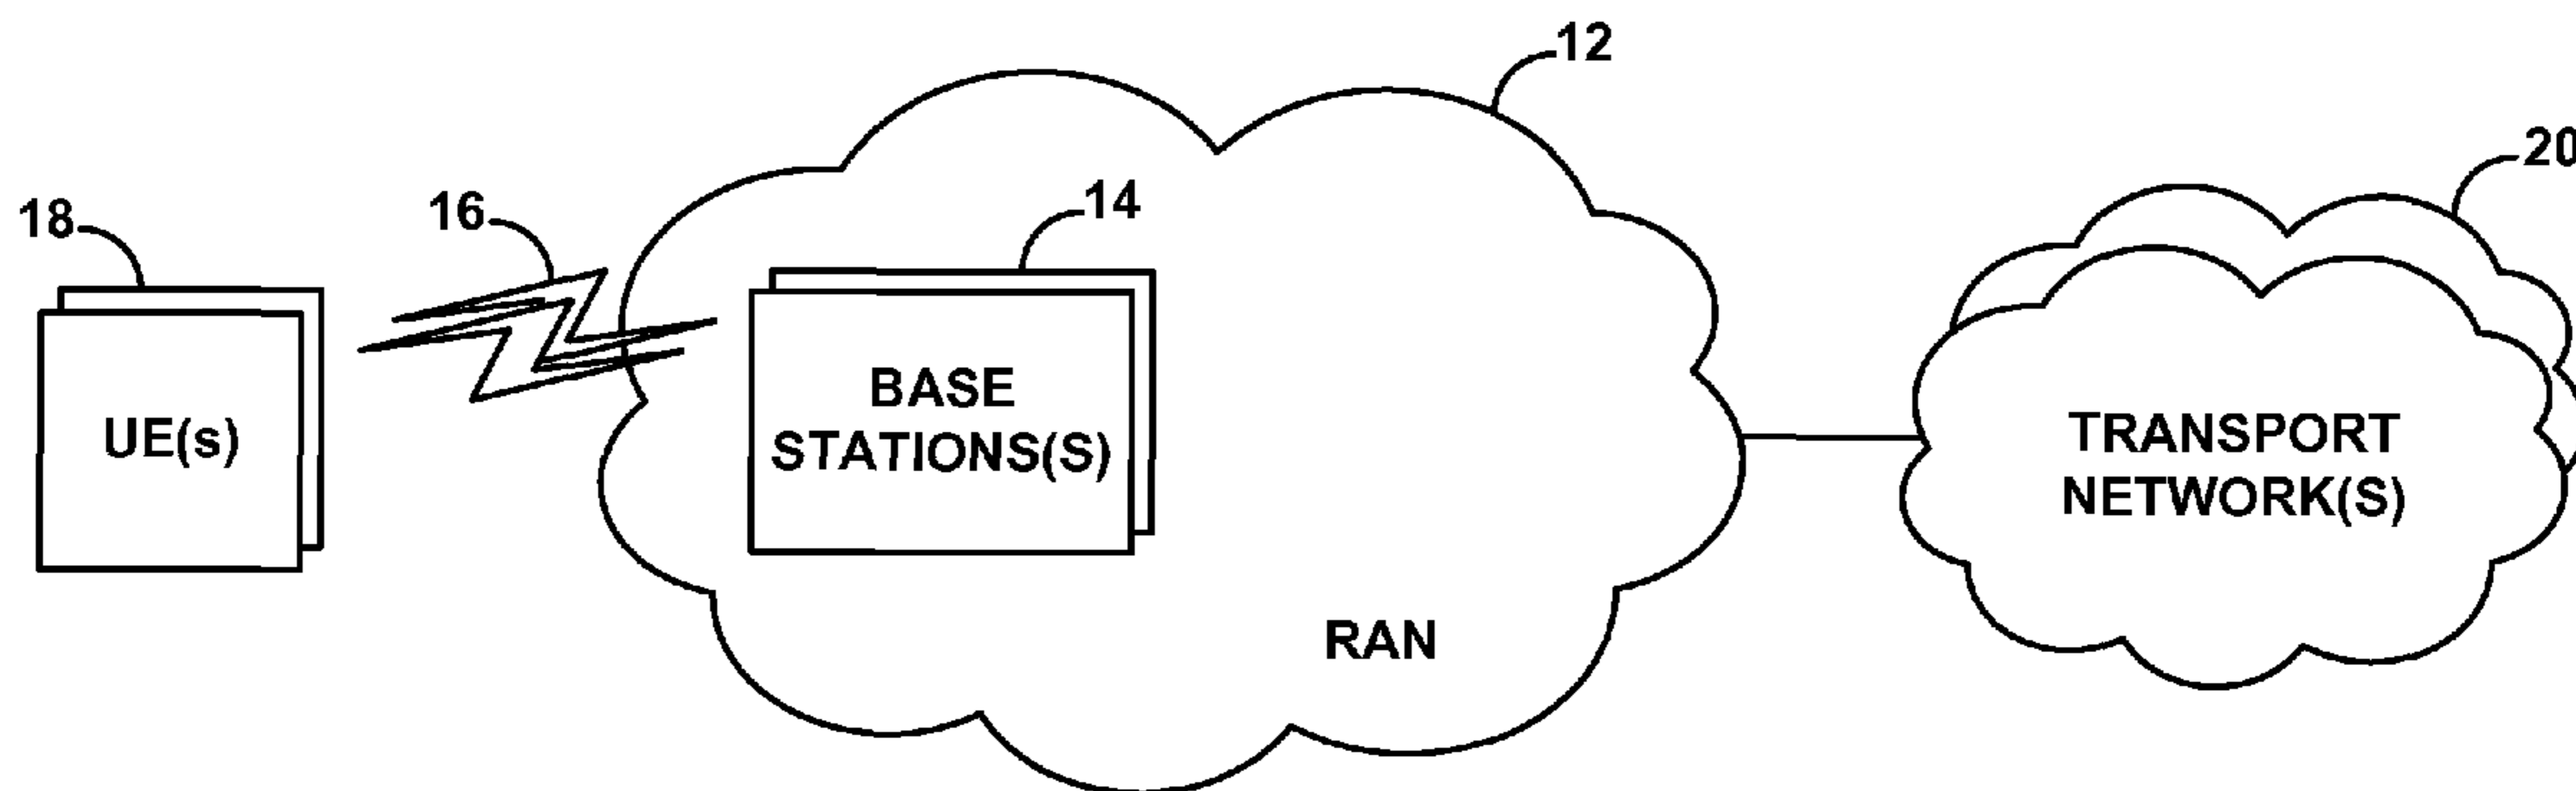 12
20
18
16
14
UE(s)
BASE
STATIONS(S)
TRANSPORT
NETWORK(S)
RAN